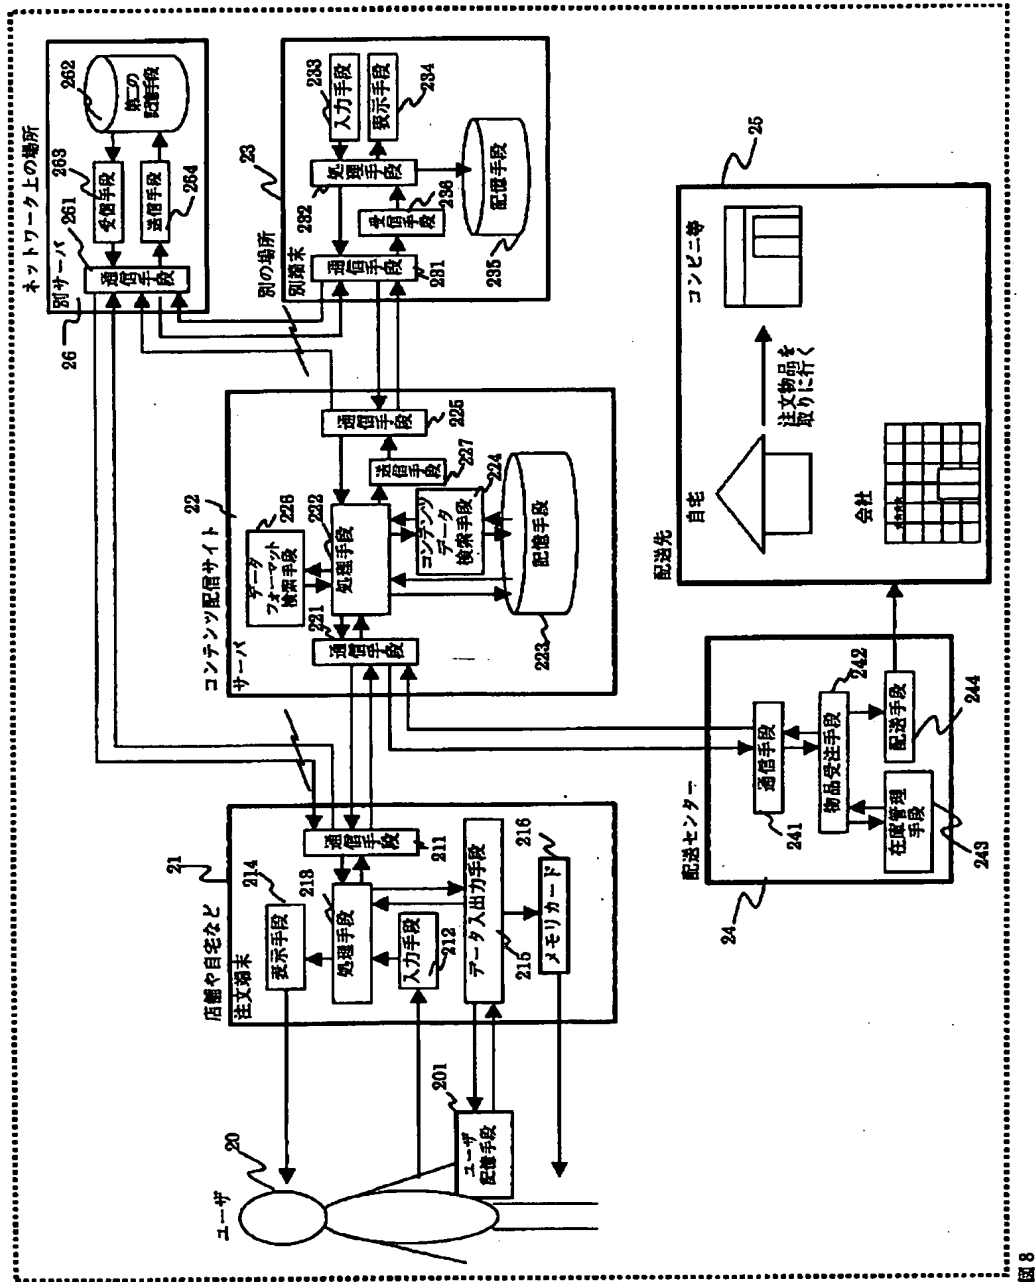 ユーザ
20
ユーザ
記憶手段
201
店舗や自宅など
注文端末
21
表示手段
214
処理手段
213
入力手段
212
通信手段
211
データ入出力手段
215
メモリカード
216
コンテンツ配信サイト
サーバ
22
データ
フォーマット
検索手段
226
処理手段
222
通信手段
221
コンテンツ
データ
検索手段
224
送信手段
227
通信手段
225
記憶手段
223
ネットワーク上の場所
別サーバ
26
通信手段
261
受信手段
263
送信手段
264
第二の
記憶手段
262
別の場所
別端末
23
通信手段
231
処理手段
232
入力手段
233
表示手段
234
受信手段
236
記憶手段
235
配送センター
24
通信手段
241
物品受注手段
242
在庫管理
手段
243
配送手段
244
配送先
25
自宅
注文物品を
取りに行く
コンビニ等
会社
図8